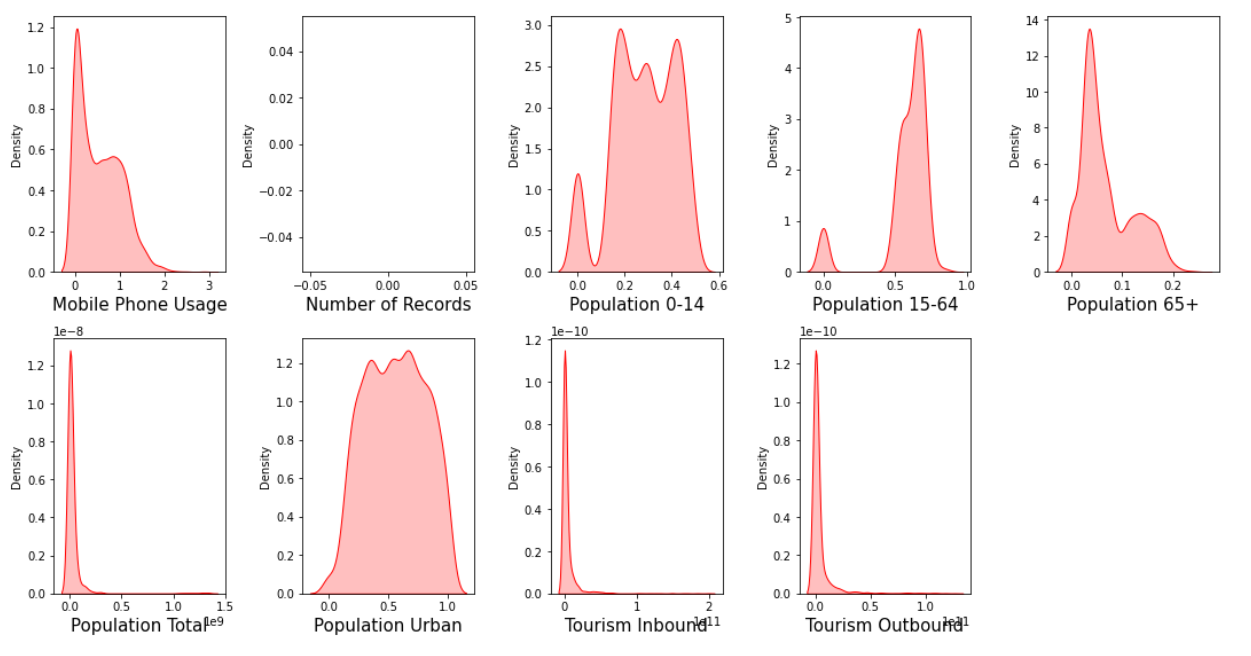 1.2
1.0
0.8
0.6
0.4
0.2
0.0
Density
0 1 2 3
Mobile Phone Usage
0.04
0.02
0.00
−0.02
−0.04
Density
−0.05 0.00 0.05
Number of Records
3.0
2.5
2.0
1.5
1.0
0.5
0.0
Density
0.0 0.2 0.4 0.6
Population 0-14
5
4
3
2
1
0
Density
0.0 0.5 1.0
Population 15-64
14
12
10
8
6
4
2
0
Density
0.0 0.1 0.2
Population 65+
1e−8
1.2
1.0
0.8
0.6
0.4
0.2
0.0
Density
0.0 0.5 1.0 1.5
1e9
Population Total
1.2
1.0
0.8
0.6
0.4
0.2
0.0
Density
0.0 0.5 1.0
Population Urban
1e−10
1.2
1.0
0.8
0.6
0.4
0.2
0.0
Density
0 1 2
1e11
Tourism Inbound
1e−10
1.2
1.0
0.8
0.6
0.4
0.2
0.0
Density
0.0 0.5 1.0
1e11
Tourism Outbound